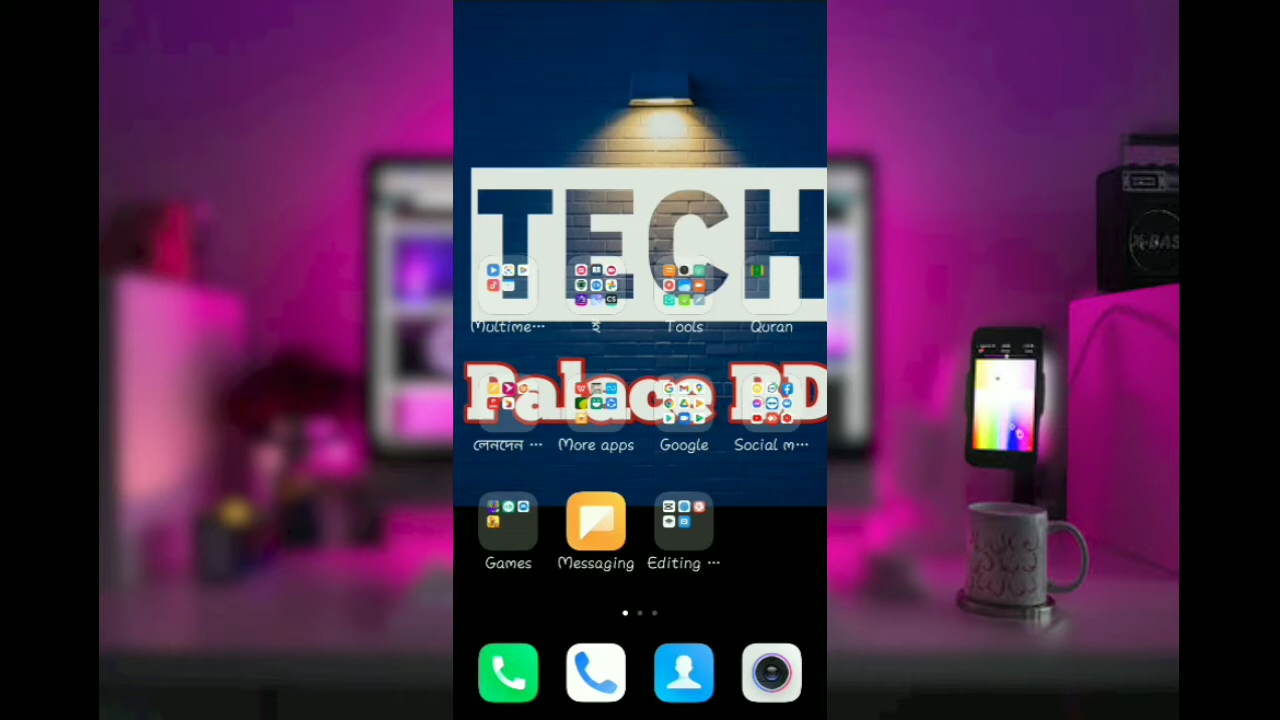 TECH
Multime…
ই
Tools
Quran
Palace BD
লেনদেন …
More apps
Google
Social m…
Games
Messaging
Editing …